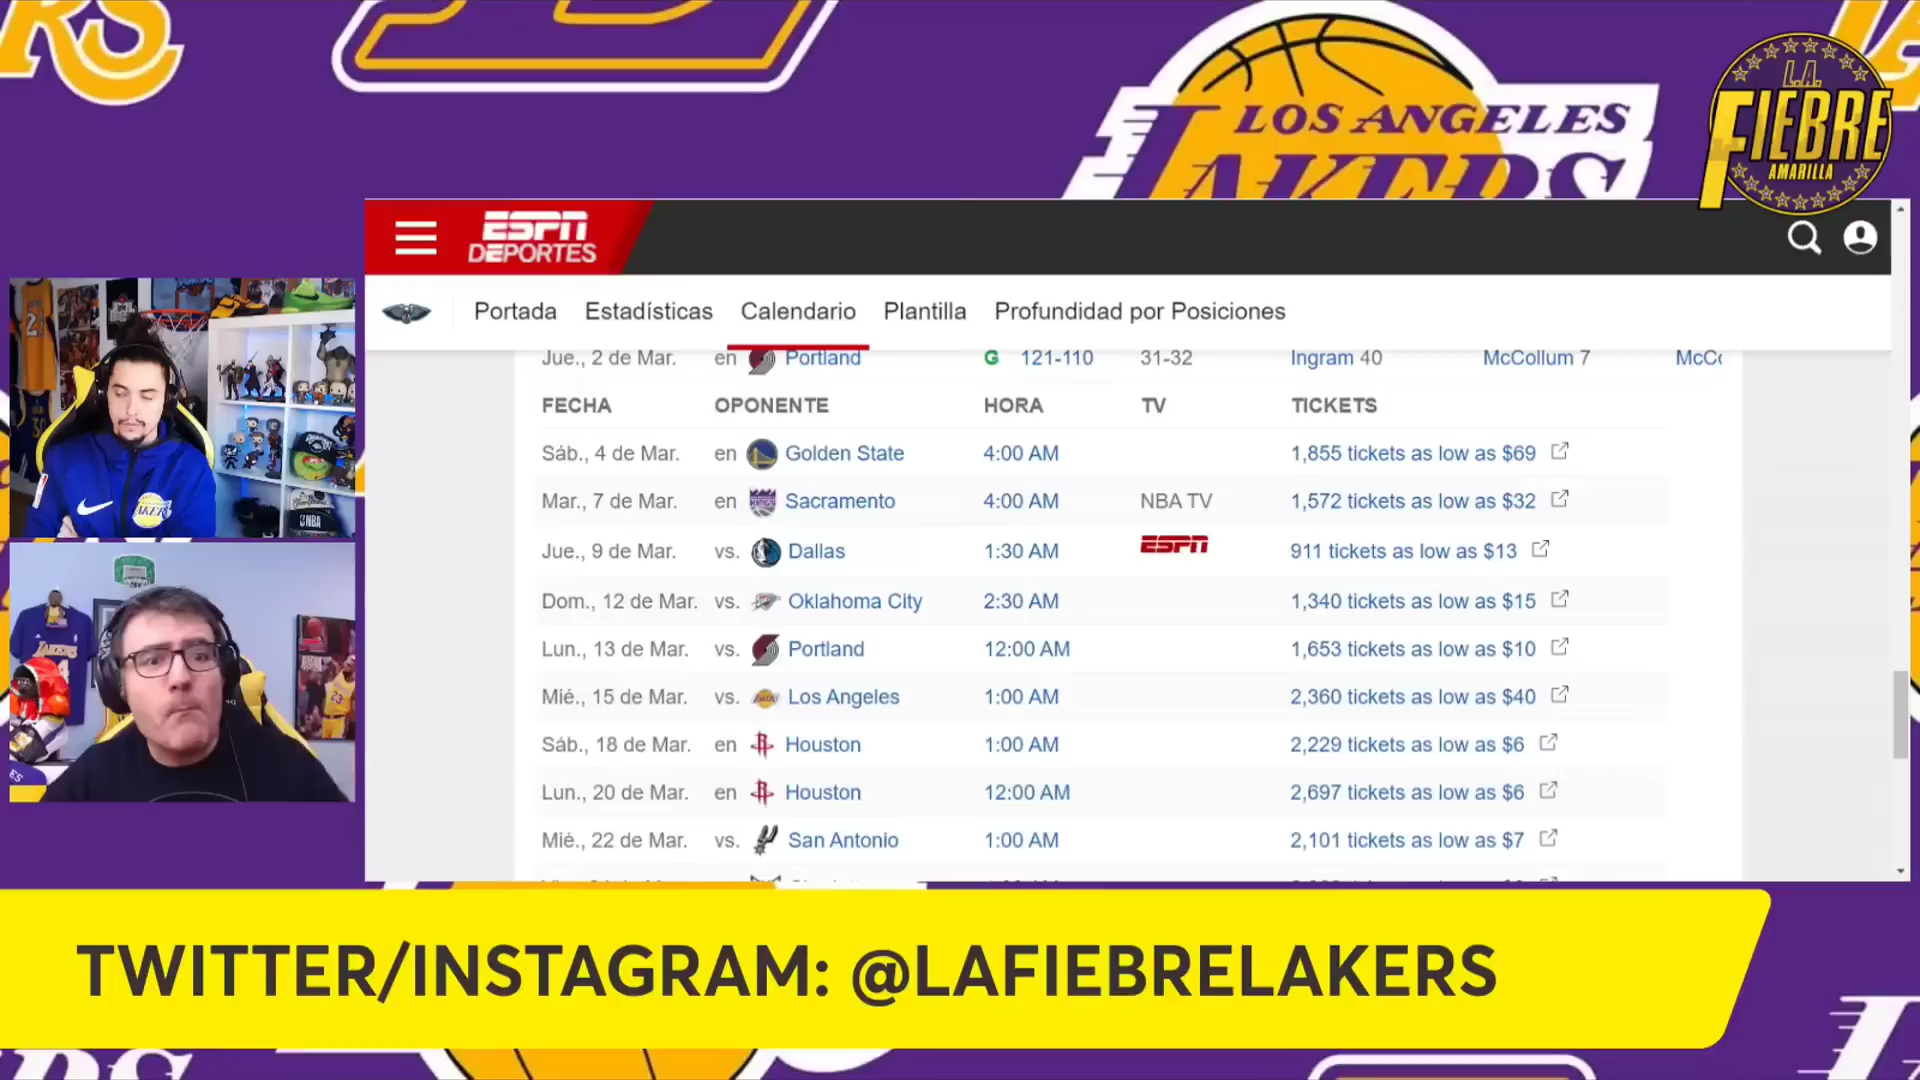 RS
LOS ANGELES
LAKERS
L.A.
FIEBRE
AMARILLA
ESPN
DEPORTES
Portada Estadísticas Calendario Plantilla Profundidad por Posiciones
Jue., 2 de Mar. en Portland G 121-110 31-32 Ingram 40 McCollum 7 McCo
FECHA OPONENTE HORA TV TICKETS
Sáb., 4 de Mar. en Golden State 4:00 AM 1,855 tickets as low as $69
Mar., 7 de Mar. en Sacramento 4:00 AM NBA TV 1,572 tickets as low as $32
Jue., 9 de Mar. vs. Dallas 1:30 AM ESPN 911 tickets as low as $13
Dom., 12 de Mar. vs. Oklahoma City 2:30 AM 1,340 tickets as low as $15
Lun., 13 de Mar. vs. Portland 12:00 AM 1,653 tickets as low as $10
Mié., 15 de Mar. vs. Los Angeles 1:00 AM 2,360 tickets as low as $40
Sáb., 18 de Mar. en Houston 1:00 AM 2,229 tickets as low as $6
Lun., 20 de Mar. en Houston 12:00 AM 2,697 tickets as low as $6
Mié., 22 de Mar. vs. San Antonio 1:00 AM 2,101 tickets as low as $7
LAKERS
NBA
LAKERS
23
TWITTER/INSTAGRAM: @LAFIEBRELAKERS